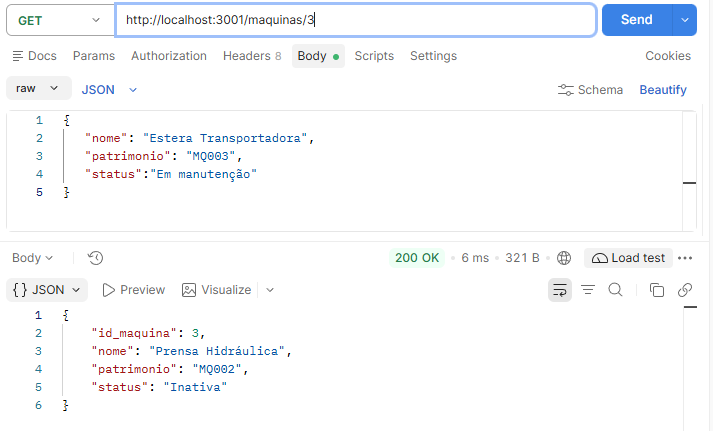 GET http://localhost:3001/maquinas/3 Send
Docs Params Authorization Headers 8 Body Scripts Settings Cookies
raw JSON Schema Beautify
1 {
2 "nome": "Estera Transportadora",
3 "patrimonio": "MQ003",
4 "status":"Em manutenção"
5 }
Body 200 OK • 6 ms • 321 B Load test
{} JSON Preview Visualize
1 {
2 "id_maquina": 3,
3 "nome": "Prensa Hidráulica",
4 "patrimonio": "MQ002",
5 "status": "Inativa"
6 }